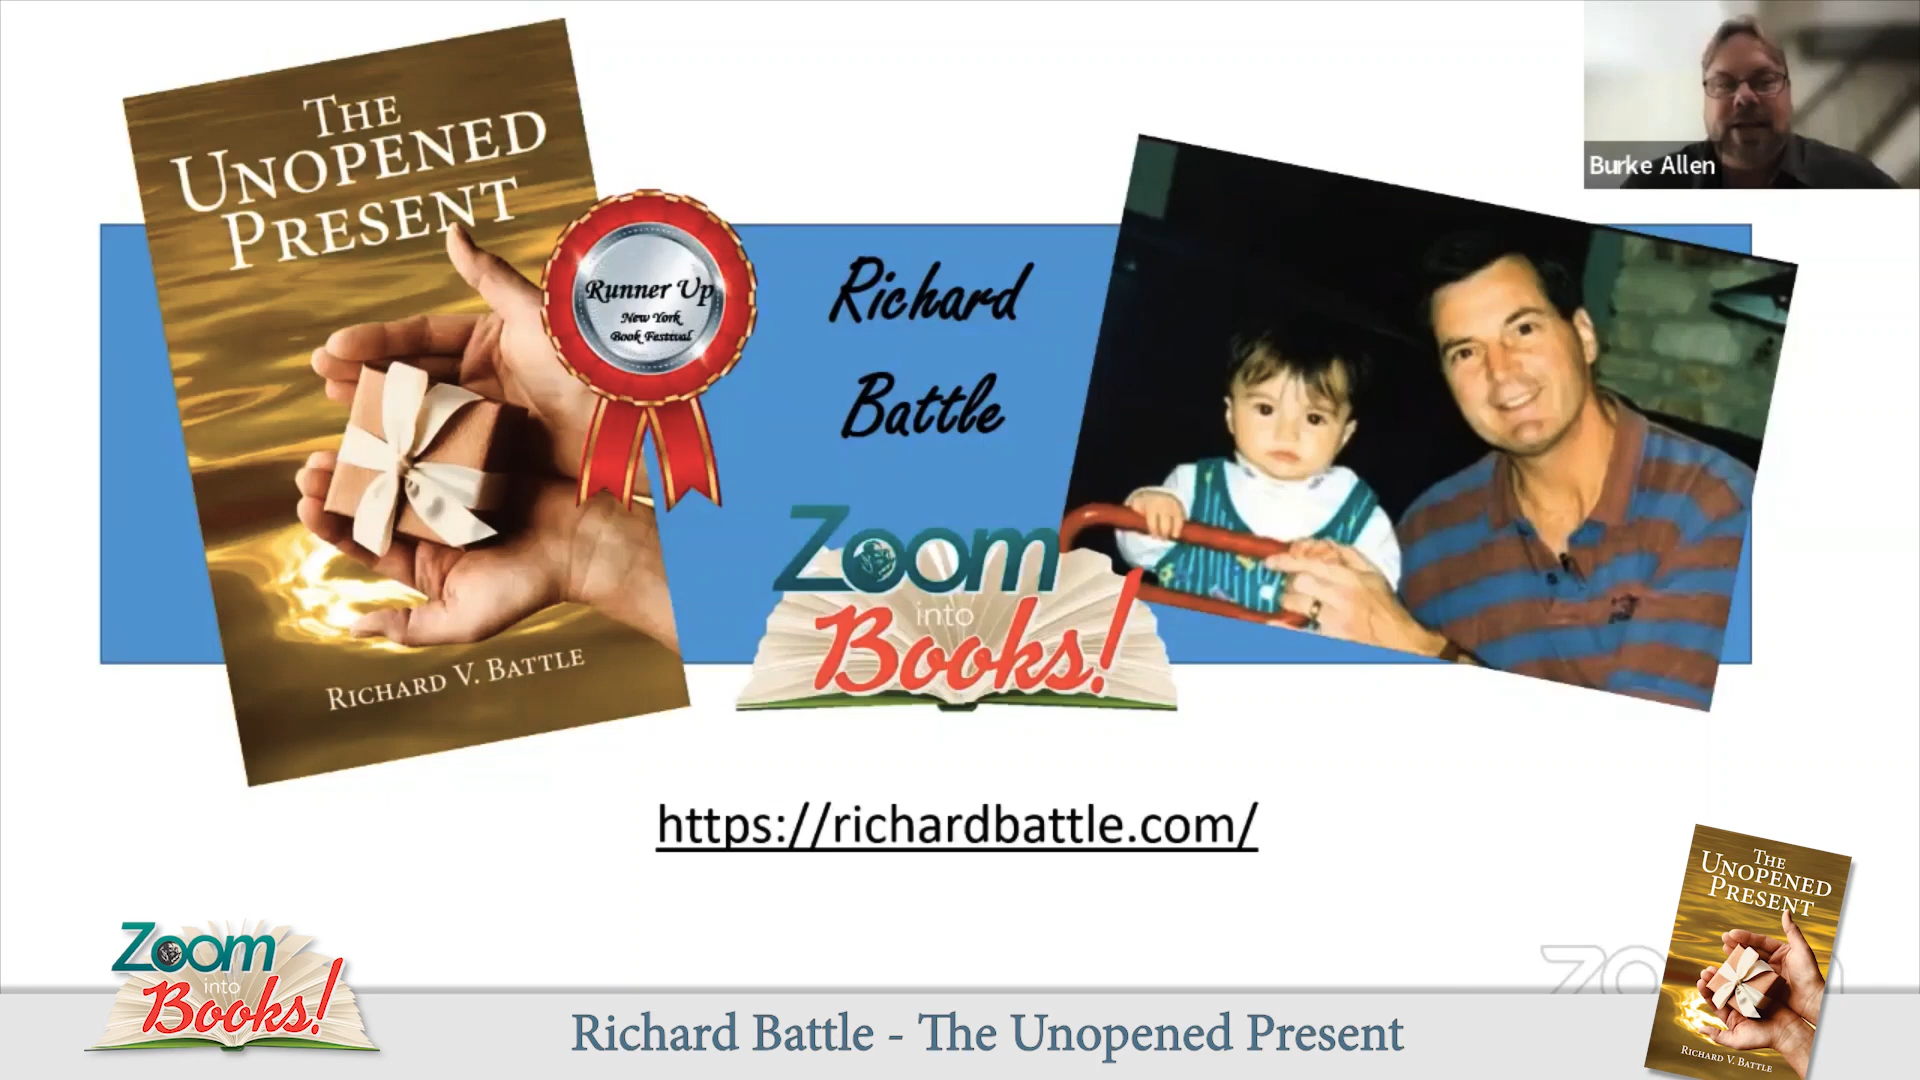 THE
UNOPENED
PRESENT
RICHARD V. BATTLE
Runner Up
New York
Book Festival
Richard
Battle
Zoom
into
Books!
Burke Allen
https://richardbattle.com/
Zoom
into
Books!
Richard Battle - The Unopened Present
THE
UNOPENED
PRESENT
RICHARD V. BATTLE